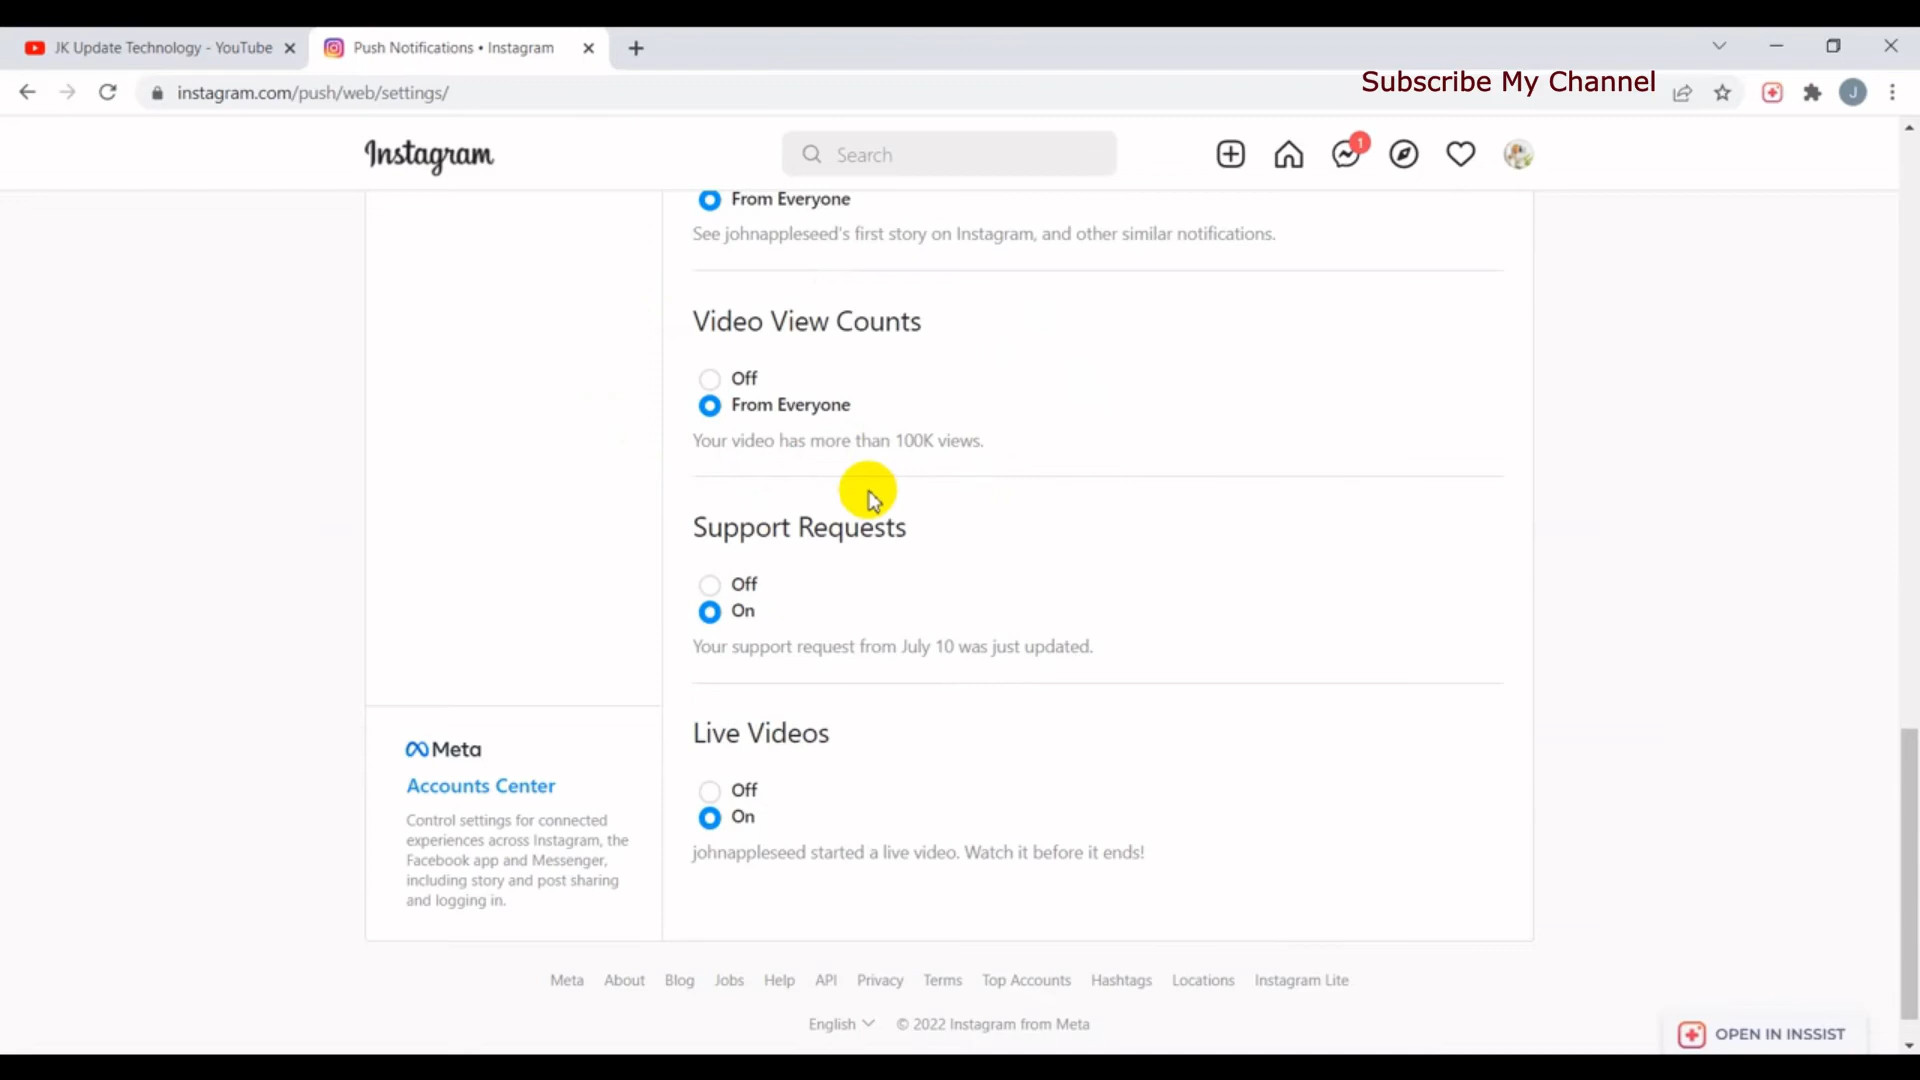 JK Update Technology - YouTube
Push Notifications • Instagram
instagram.com/push/web/settings/
Subscribe My Channel
J
Instagram
Search
1
From Everyone
See johnappleseed's first story on Instagram, and other similar notifications.
Video View Counts
Off
From Everyone
Your video has more than 100K views.
Support Requests
Off
On
Your support request from July 10 was just updated.
Live Videos
Off
On
johnappleseed started a live video. Watch it before it ends!
Meta
Accounts Center
Control settings for connected
experiences across Instagram, the
Facebook app and Messenger,
including story and post sharing
and logging in.
Meta About Blog Jobs Help API Privacy Terms Top Accounts Hashtags Locations Instagram Lite
English © 2022 Instagram from Meta
OPEN IN INSSIST